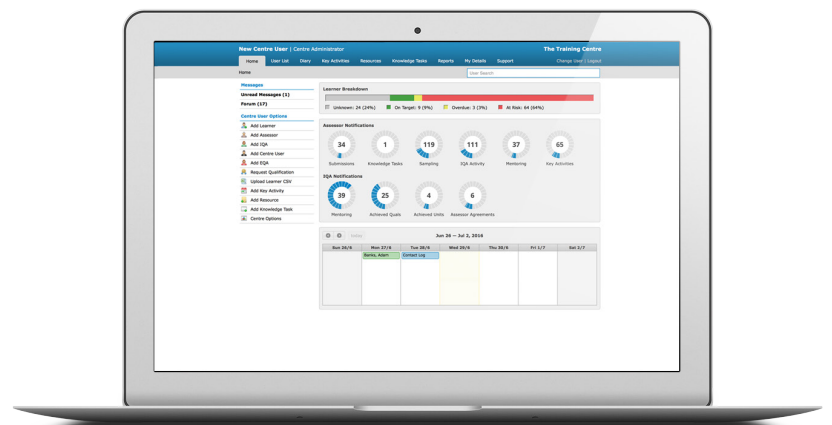 New Centre User | Centre Administrator
The Training Centre
Home User List Diary Key Activities Resources Knowledge Tasks Reports My Details Support Change User | Logout
Home
User Search
Messages
Unread Messages (1)
Forum (17)
Centre User Options
Add Learner
Add Assessor
Add IQA
Add Centre User
Add EQA
Request Qualification
Upload Learner CSV
Add Key Activity
Add Resource
Add Knowledge Task
Centre Options
Learner Breakdown
Unknown: 24 (24%) On Target: 9 (9%) Overdue: 3 (3%) At Risk: 64 (64%)
Assessor Notifications
34 1 119 111 37 65
Submissions Knowledge Tasks Sampling IQA Activity Mentoring Key Activities
IQA Notifications
39 25 4 6
Mentoring Achieved Quals Achieved Units Assessor Agreements
Jun 26 — Jul 2, 2016
Sun 26/6 Mon 27/6 Tue 28/6 Wed 29/6 Thu 30/6 Fri 1/7 Sat 2/7
Banks, Adam Contact Log